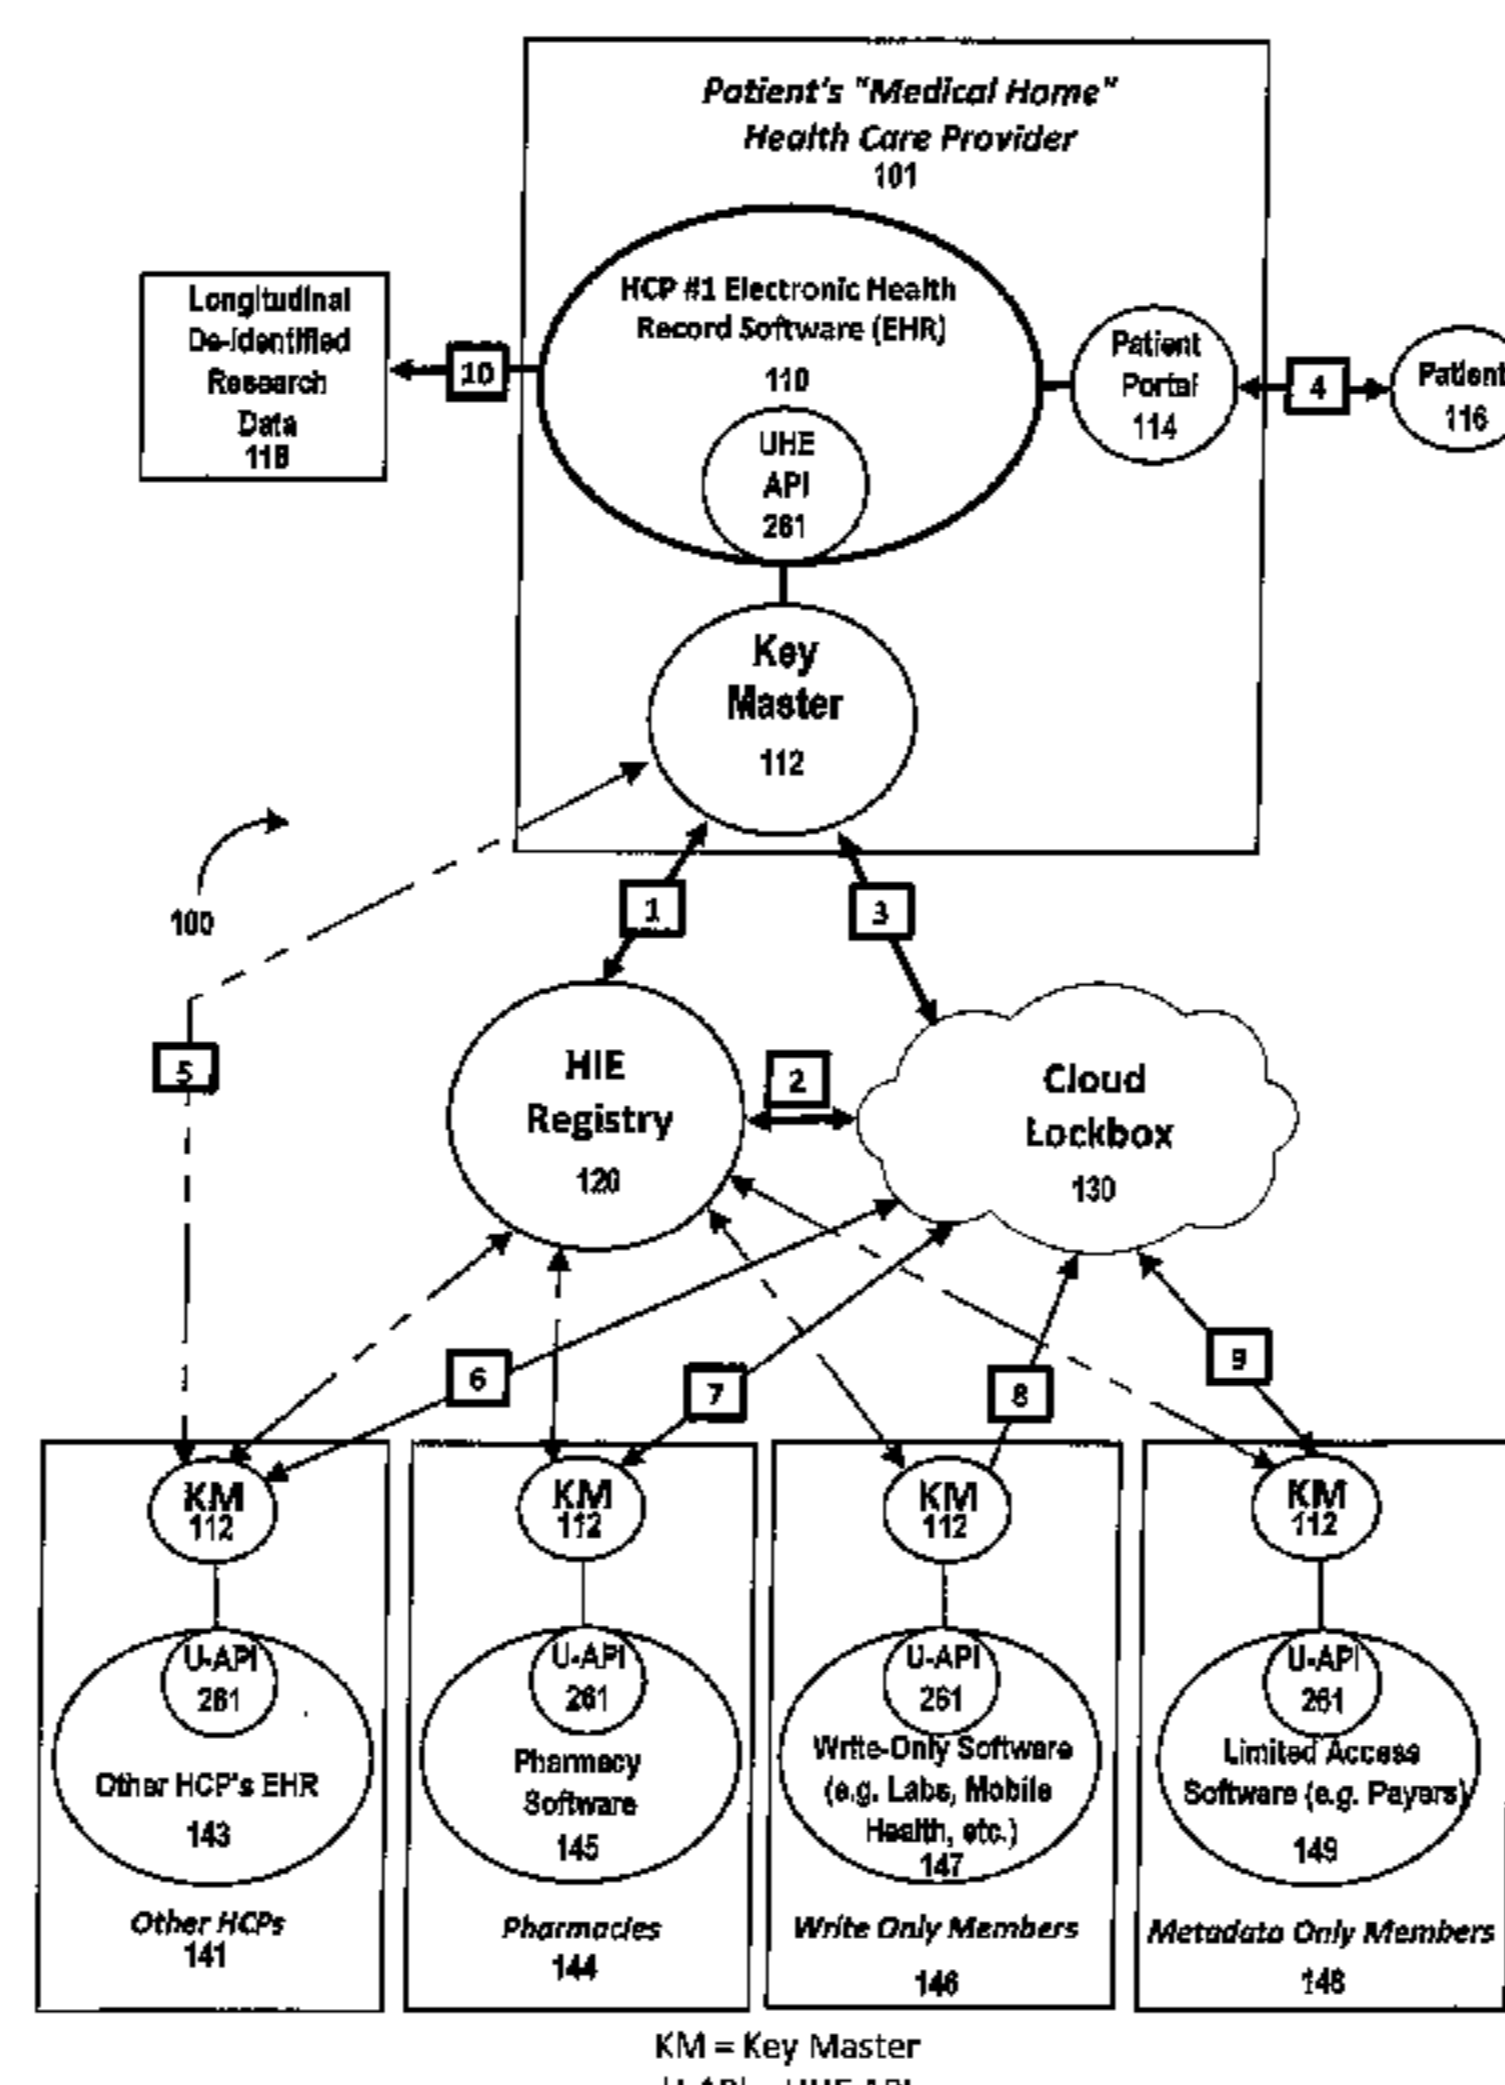 Patient's "Medical Home"
Health Care Provider
101
HCP #1 Electronic Health
Record Software (EHR)
110
UHE
API
261
Longitudinal
De-Identified
Research
Data
118
10
Patient
Portal
114
4
Patient
116
Key
Master
112
100
1
3
5
HIE
Registry
120
2
Cloud
Lockbox
130
6
7
8
9
KM
112
KM
112
KM
112
KM
112
U-API
261
U-API
261
U-API
261
U-API
261
Other HCP's EHR
143
Pharmacy
Software
145
Write-Only Software
(e.g. Labs, Mobile
Health, etc.)
147
Limited Access
Software (e.g. Payers)
149
Other HCPs
141
Pharmacies
144
Write Only Members
146
Metadata Only Members
148
KM = Key Master